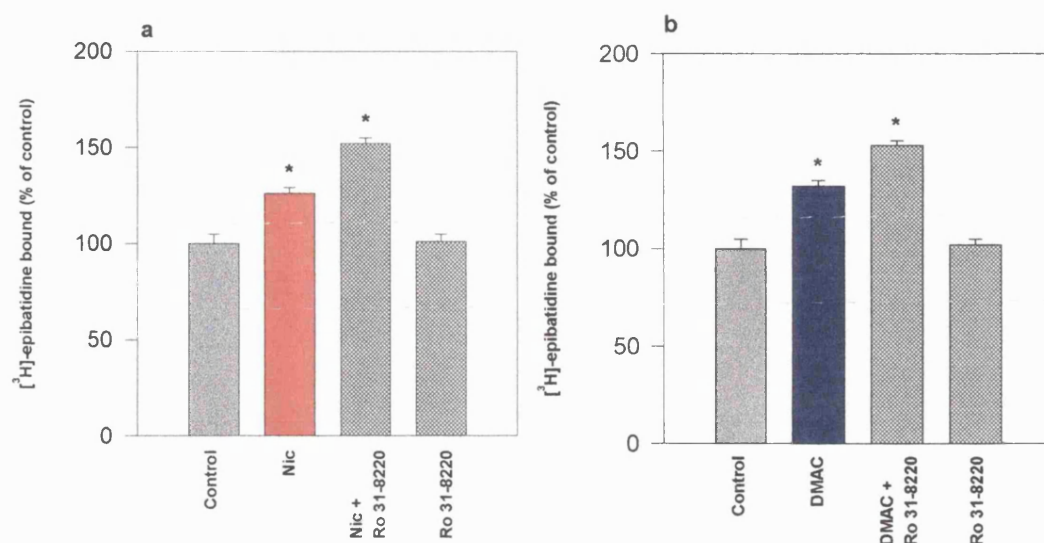 a
[³H]-epibatidine bound (% of control)
200
150
100
50
0
*
*
Control
Nic
Nic +
Ro 31-8220
Ro 31-8220
b
[³H]-epibatidine bound (% of control)
200
150
100
50
0
*
*
Control
DMAC
DMAC +
Ro 31-8220
Ro 31-8220